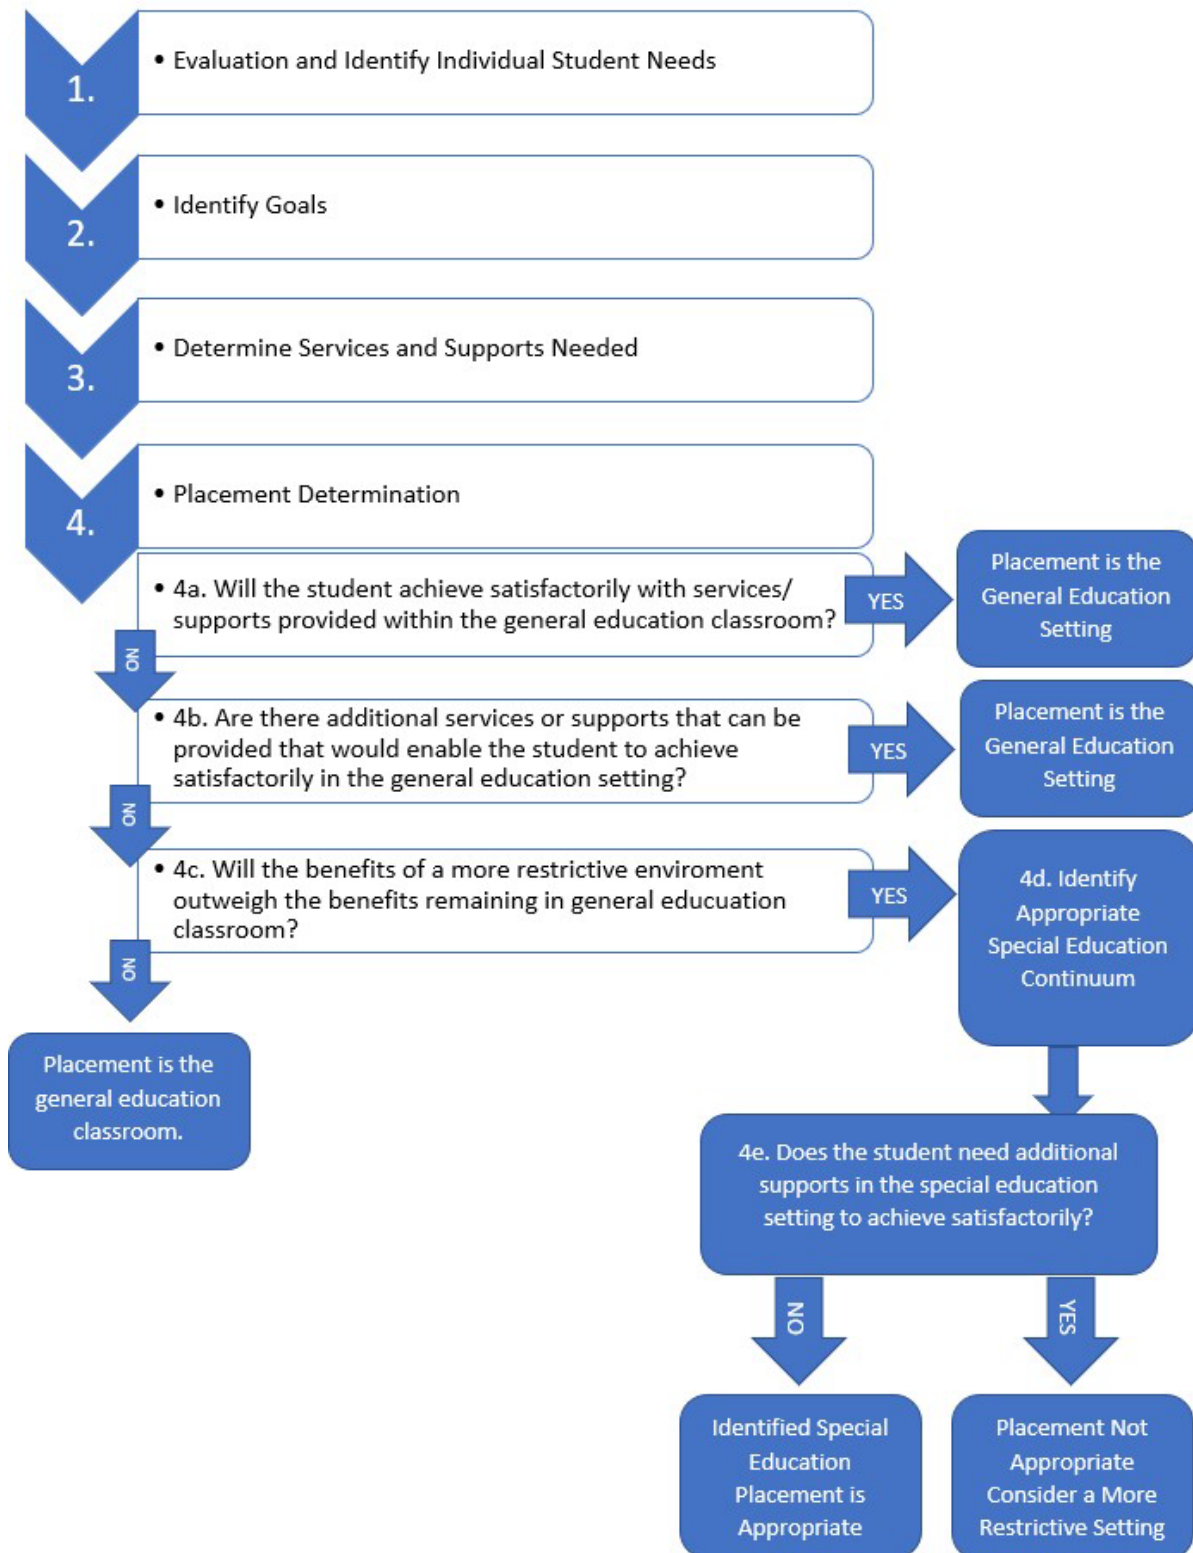 1.
• Evaluation and Identify Individual Student Needs
2.
• Identify Goals
3.
• Determine Services and Supports Needed
4.
• Placement Determination
• 4a. Will the student achieve satisfactorily with services/
supports provided within the general education classroom?
YES
Placement is the
General Education
Setting
NO
• 4b. Are there additional services or supports that can be
provided that would enable the student to achieve
satisfactorily in the general education setting?
YES
Placement is the
General Education
Setting
NO
• 4c. Will the benefits of a more restrictive enviroment
outweigh the benefits remaining in general educuation
classroom?
YES
4d. Identify
Appropriate
Special Education
Continuum
NO
Placement is the
general education
classroom.
4e. Does the student need additional
supports in the special education
setting to achieve satisfactorily?
NO
YES
Identified Special
Education
Placement is
Appropriate
Placement Not
Appropriate
Consider a More
Restrictive Setting